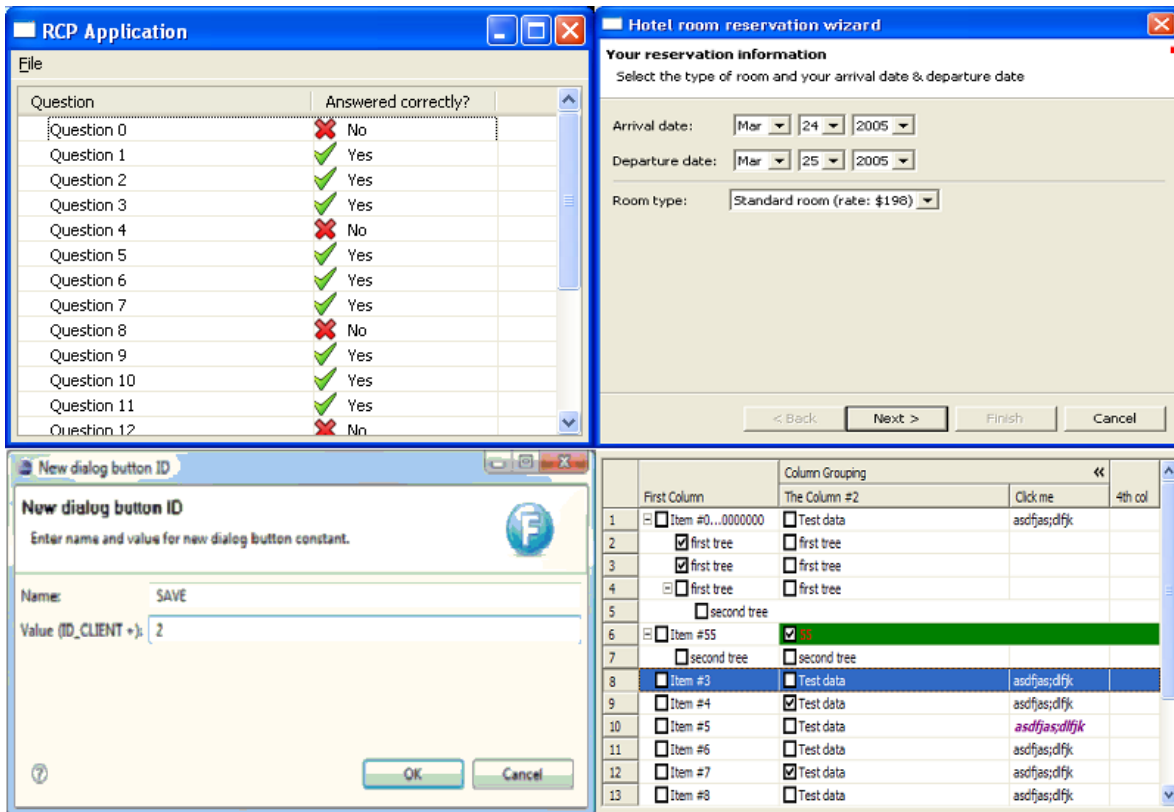 RCP Application
File
Question Answered correctly?
Question 0 No
Question 1 Yes
Question 2 Yes
Question 3 Yes
Question 4 No
Question 5 Yes
Question 6 Yes
Question 7 Yes
Question 8 No
Question 9 Yes
Question 10 Yes
Question 11 Yes
Question 12 No
Hotel room reservation wizard
Your reservation information
Select the type of room and your arrival date & departure date
Arrival date: Mar 24 2005
Departure date: Mar 25 2005
Room type: Standard room (rate: $198)
< Back Next > Finish Cancel
New dialog button ID
New dialog button ID
Enter name and value for new dialog button constant.
Name: SAVE
Value (ID_CLIENT +): 2
? OK Cancel
Column Grouping «
First Column The Column #2 Click me 4th col
1 Item #0...0000000 Test data asdfjas;dlfjk
2 first tree first tree
3 first tree first tree
4 first tree first tree
5 second tree
6 Item #55 55
7 second tree second tree
8 Item #3 Test data asdfjas;dlfjk
9 Item #4 Test data asdfjas;dlfjk
10 Item #5 Test data asdfjas;dlfjk
11 Item #6 Test data asdfjas;dlfjk
12 Item #7 Test data asdfjas;dlfjk
13 Item #8 Test data asdfjas;dlfjk